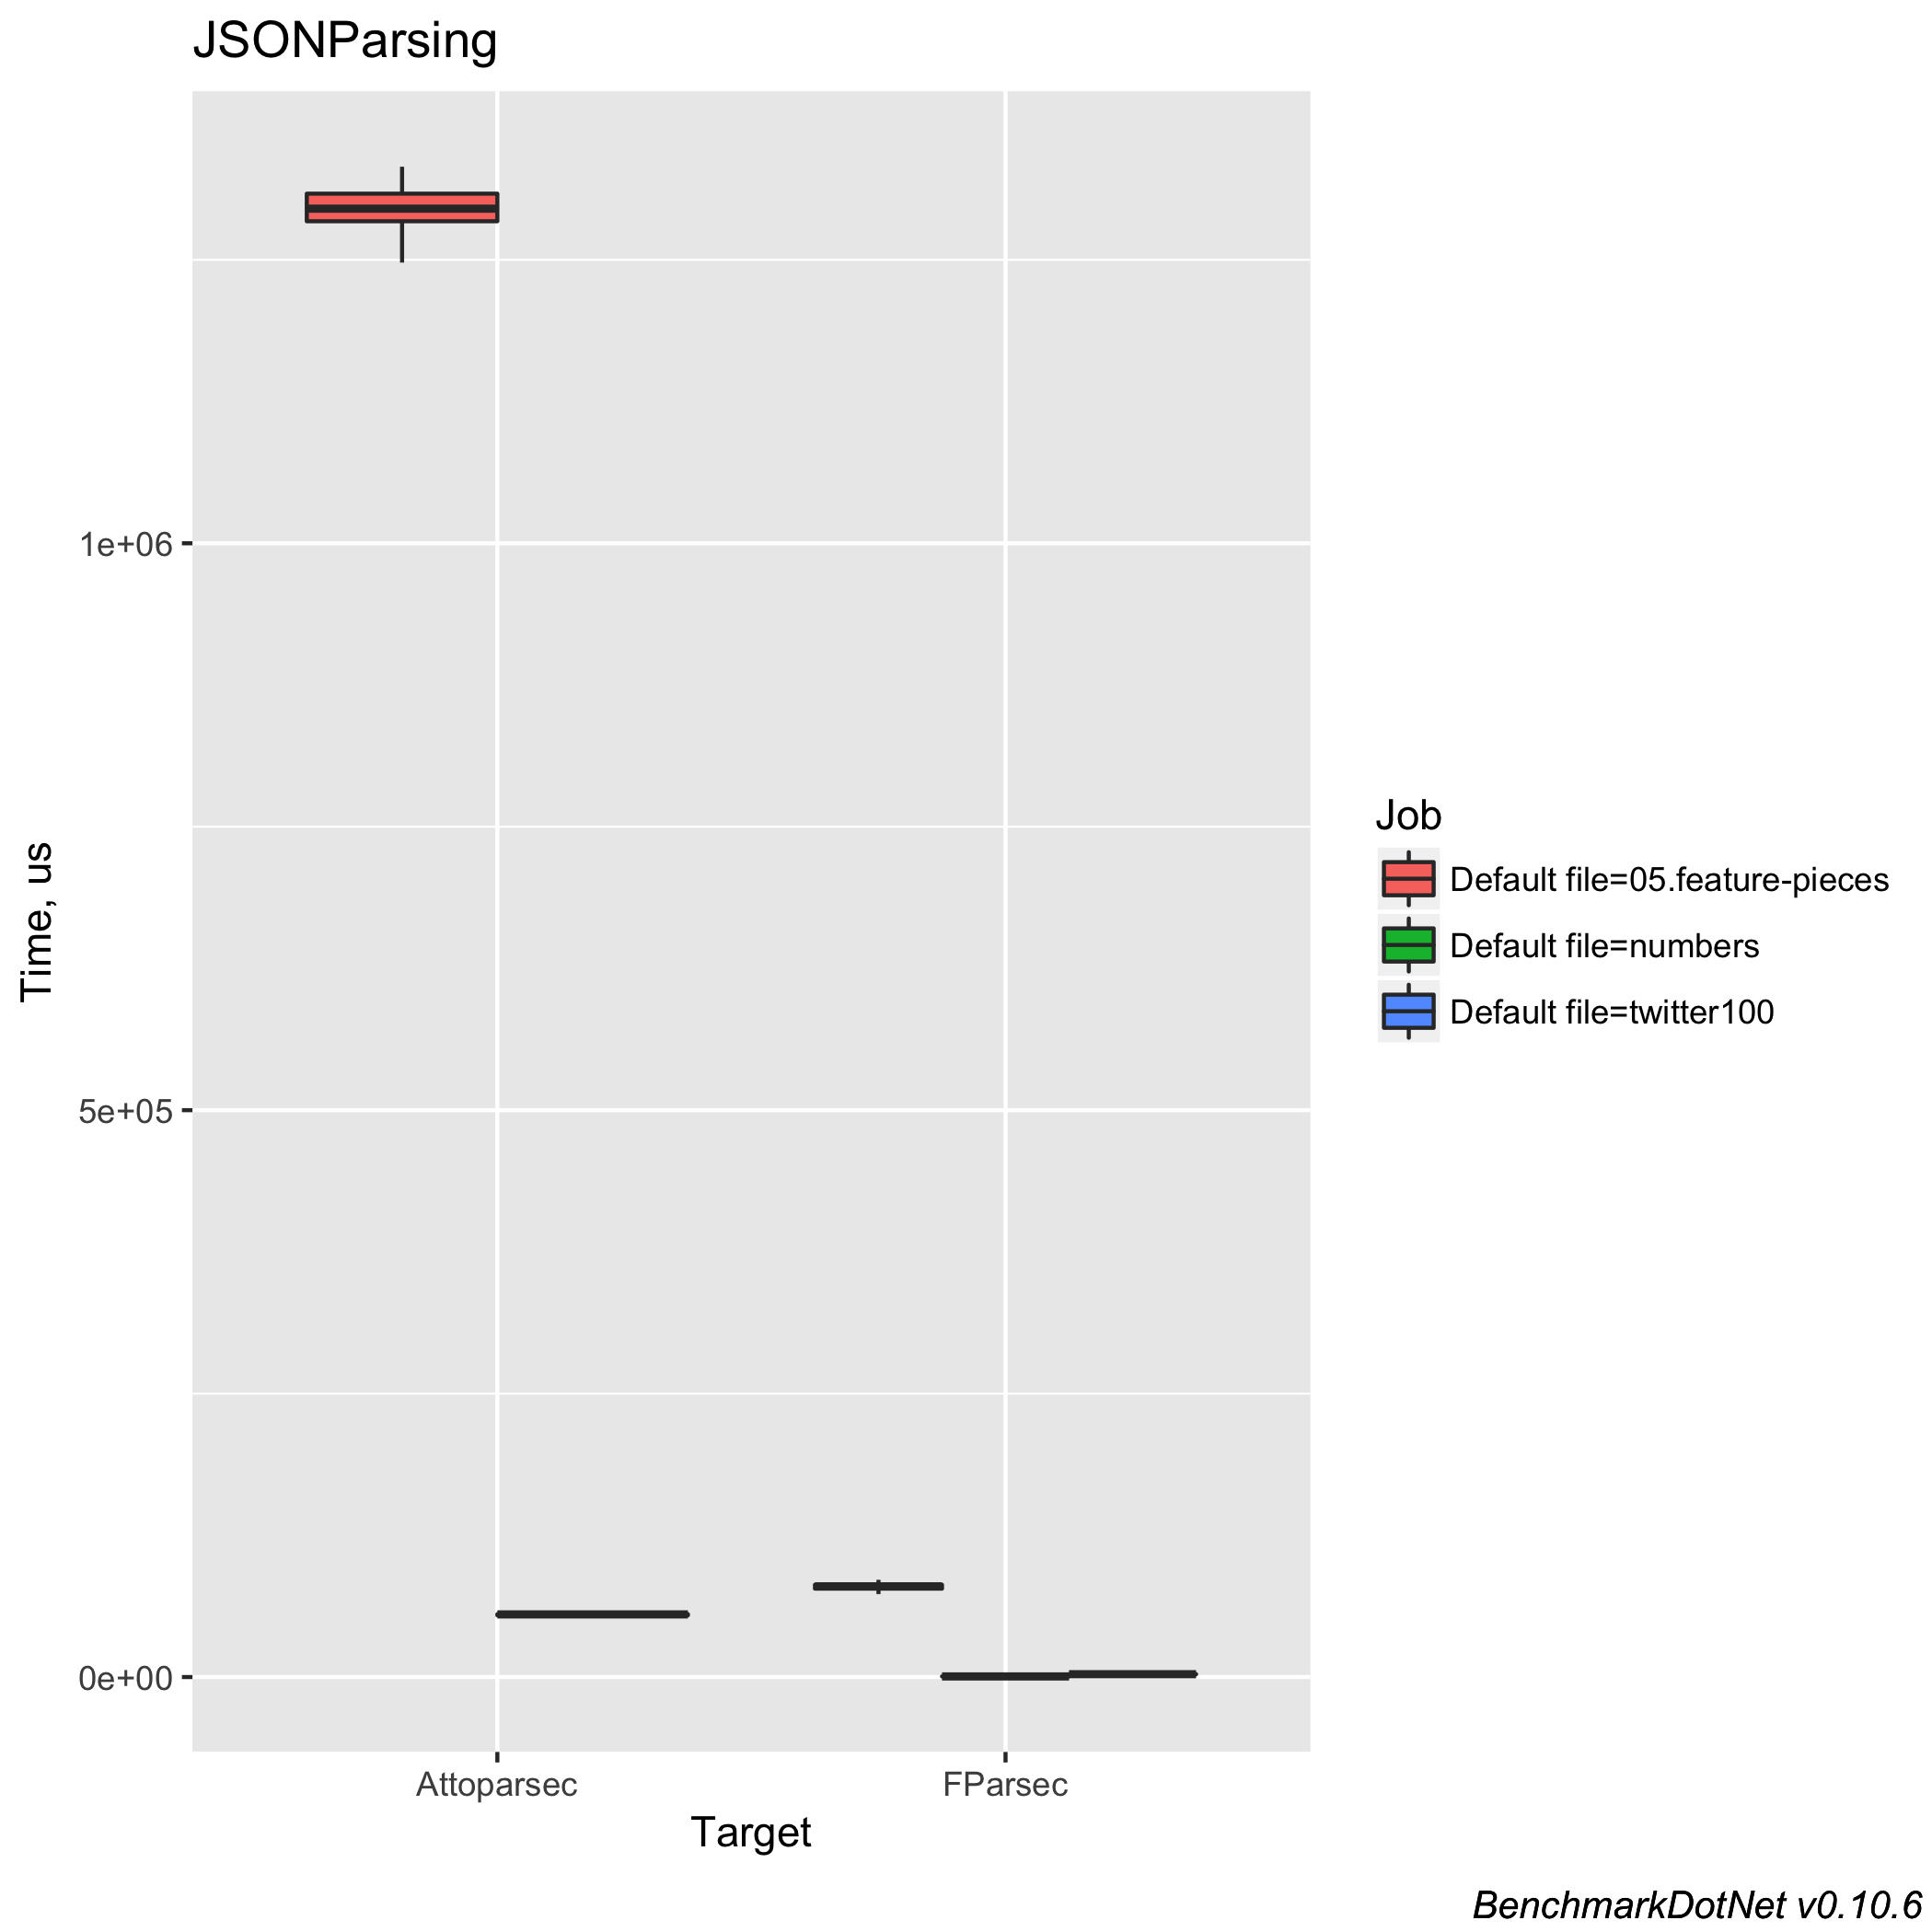 JSONParsing
Time, us
1e+06
5e+05
0e+00
Attoparsec
FParsec
Target
Job
Default file=05.feature-pieces
Default file=numbers
Default file=twitter100
BenchmarkDotNet v0.10.6